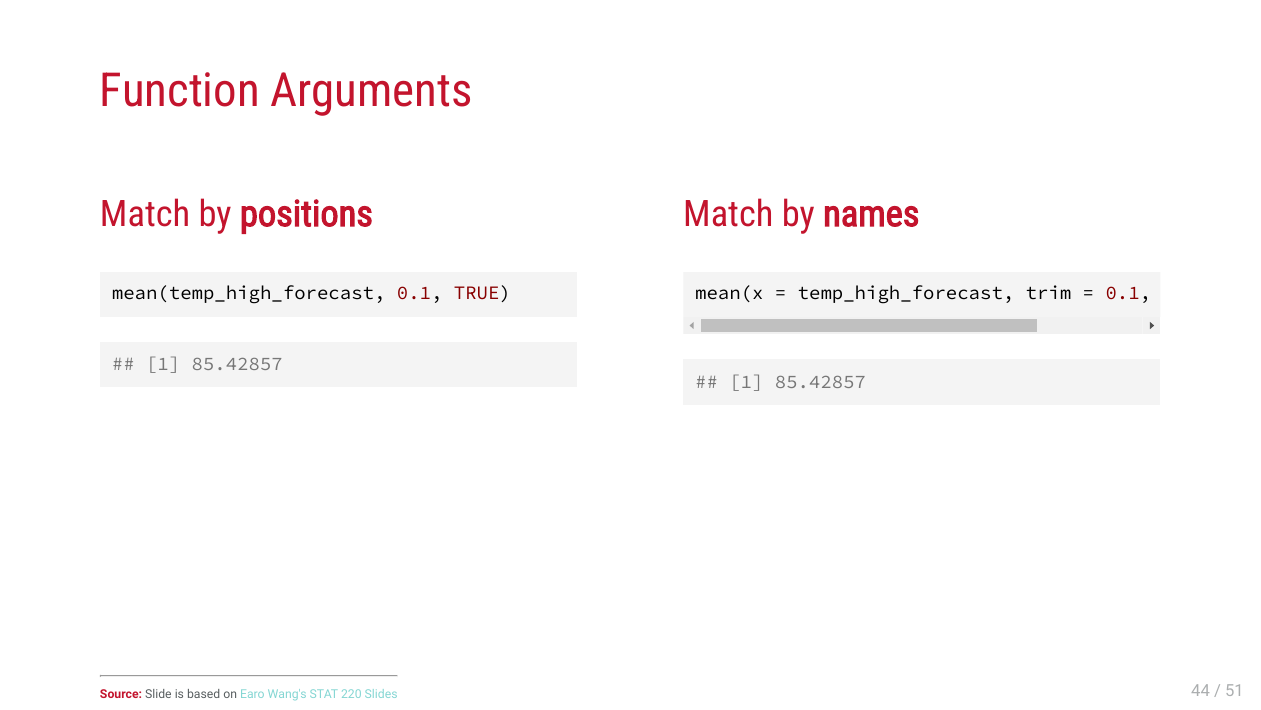 Function Arguments
Match by positions
mean(temp_high_forecast, 0.1, TRUE)
## [1] 85.42857
Match by names
mean(x = temp_high_forecast, trim = 0.1,
## [1] 85.42857
Source: Slide is based on Earo Wang's STAT 220 Slides
44 / 51